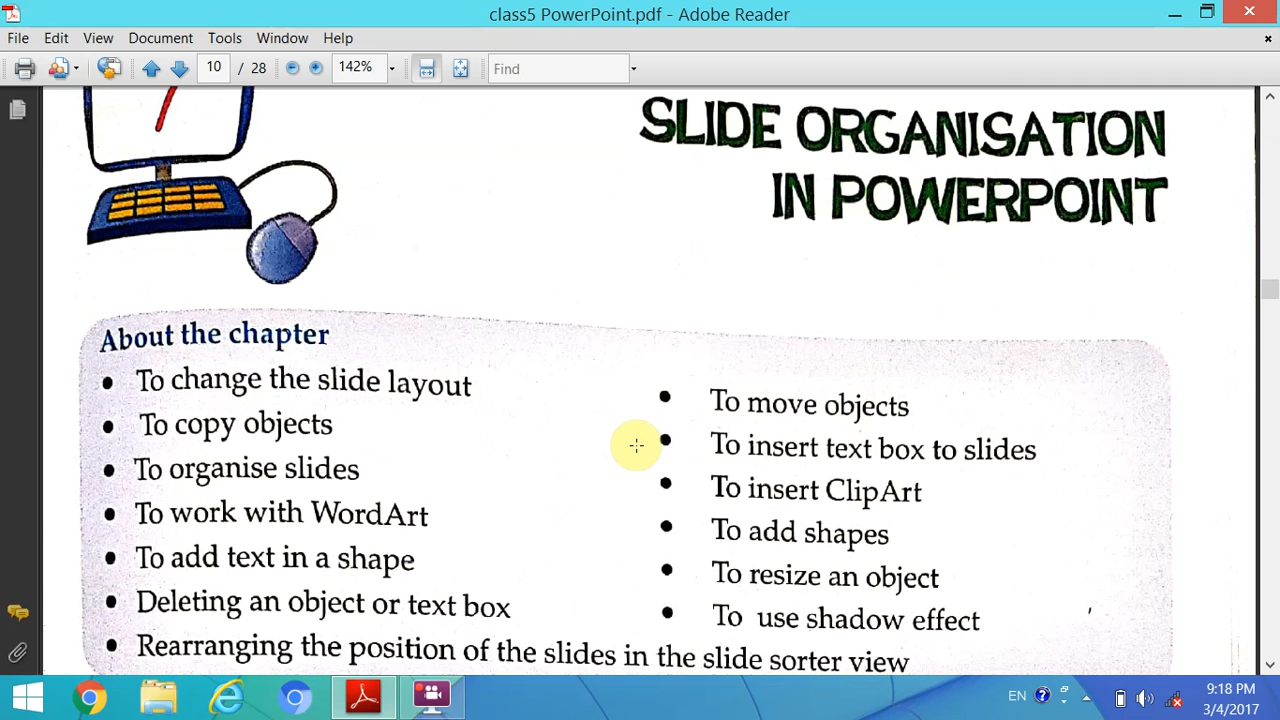 class5 PowerPoint.pdf - Adobe Reader
File Edit View Document Tools Window Help
10 / 28 142% Find
SLIDE ORGANISATION
IN POWERPOINT
About the chapter
• To change the slide layout
• To copy objects
• To organise slides
• To work with WordArt
• To add text in a shape
• Deleting an object or text box
• Rearranging the position of the slides in the slide sorter view
• To move objects
• To insert text box to slides
• To insert ClipArt
• To add shapes
• To resize an object
• To use shadow effect
EN
9:18 PM
3/4/2017